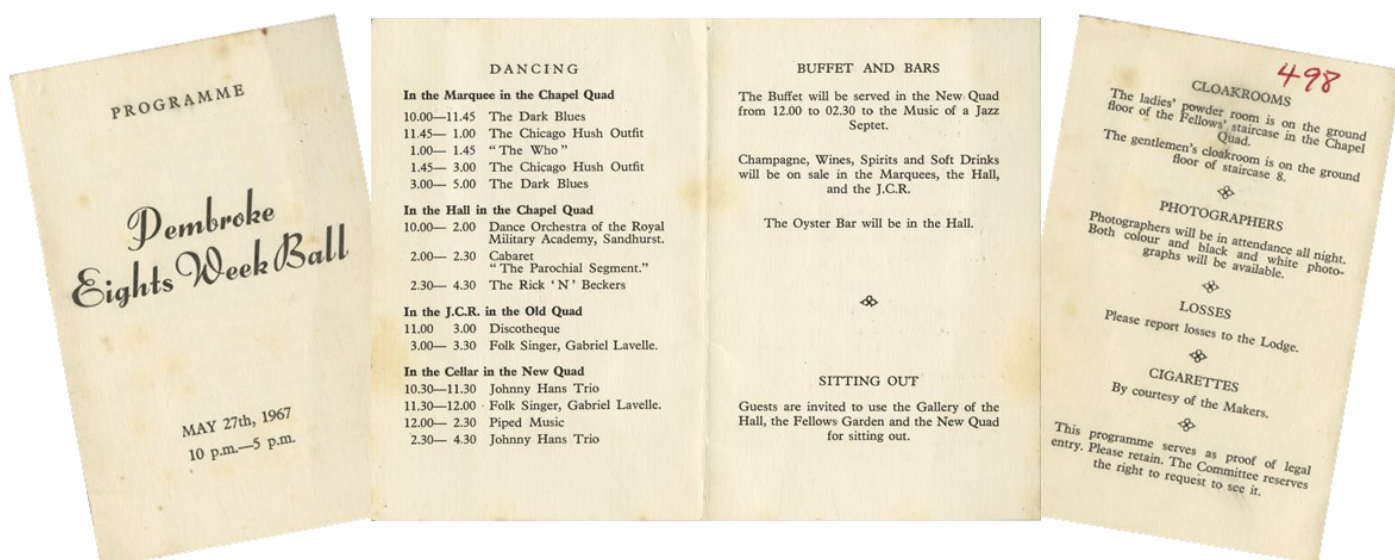 PROGRAMME
Pembroke
Eights Week Ball
MAY 27th, 1967
10 p.m.—5 p.m.
DANCING
In the Marquee in the Chapel Quad
10.00—11.45 The Dark Blues
11.45— 1.00 The Chicago Hush Outfit
1.00— 1.45 “The Who”
1.45— 3.00 The Chicago Hush Outfit
3.00— 5.00 The Dark Blues
In the Hall in the Chapel Quad
10.00— 2.00 Dance Orchestra of the Royal
Military Academy, Sandhurst.
2.00— 2.30 Cabaret
“The Parochial Segment.”
2.30— 4.30 The Rick ‘N’ Beckers
In the J.C.R. in the Old Quad
11.00 3.00 Discotheque
3.00— 3.30 Folk Singer, Gabriel Lavelle.
In the Cellar in the New Quad
10.30—11.30 Johnny Hans Trio
11.30—12.00 Folk Singer, Gabriel Lavelle.
12.00— 2.30 Piped Music
2.30— 4.30 Johnny Hans Trio
BUFFET AND BARS
The Buffet will be served in the New Quad
from 12.00 to 02.30 to the Music of a Jazz
Septet.
Champagne, Wines, Spirits and Soft Drinks
will be on sale in the Marquees, the Hall,
and the J.C.R.
The Oyster Bar will be in the Hall.
SITTING OUT
Guests are invited to use the Gallery of the
Hall, the Fellows Garden and the New Quad
for sitting out.
498
CLOAKROOMS
The ladies’ powder room is on the ground
floor of the Fellows’ staircase in the Chapel
Quad.
The gentlemen’s cloakroom is on the ground
floor of staircase 8.
PHOTOGRAPHERS
Photographers will be in attendance all night.
Both colour and black and white photo-
graphs will be available.
LOSSES
Please report losses to the Lodge.
CIGARETTES
By courtesy of the Makers.
This programme serves as proof of legal
entry. Please retain. The Committee reserves
the right to request to see it.